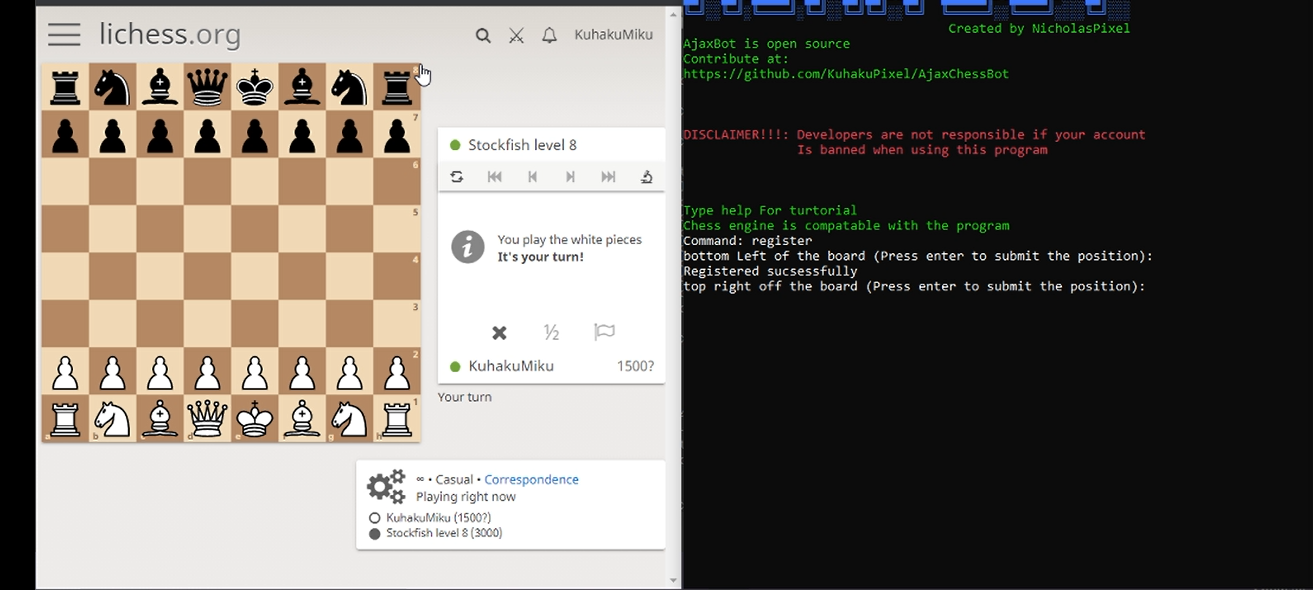 lichess.org
KuhakuMiku
8
7
6
5
4
3
2
1
a b c d e f g h
Stockfish level 8
You play the white pieces
It's your turn!
½
KuhakuMiku 1500?
Your turn
∞ • Casual • Correspondence
Playing right now
KuhakuMiku (1500?)
Stockfish level 8 (3000)
Created by NicholasPixel
AjaxBot is open source
Contribute at:
https://github.com/KuhakuPixel/AjaxChessBot
DISCLAIMER!!!: Developers are not responsible if your account
Is banned when using this program
Type help For turtorial
Chess engine is compatable with the program
Command: register
bottom Left of the board (Press enter to submit the position):
Registered sucsessfully
top right off the board (Press enter to submit the position):